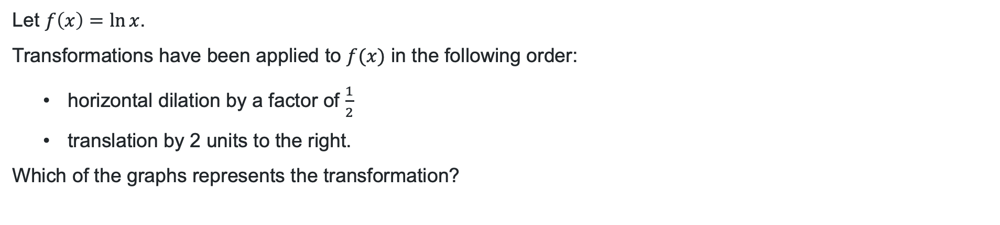 Let f(x) = ln x.
Transformations have been applied to f(x) in the following order:
• horizontal dilation by a factor of 1/2
• translation by 2 units to the right.
Which of the graphs represents the transformation?